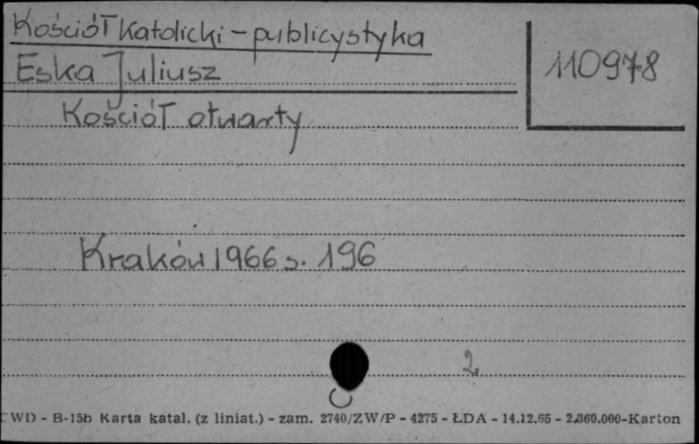 Kościół Katolicki - publicystyka
110978
Eska Juliusz
Kościół otwarty
Kraków 1966 s. 196
2
CWD - B-15b Karta katal. (z liniat.) - zam. 2740/ZW/P - 4275 - ŁDA - 14.12.65 - 2.360.000-Karton